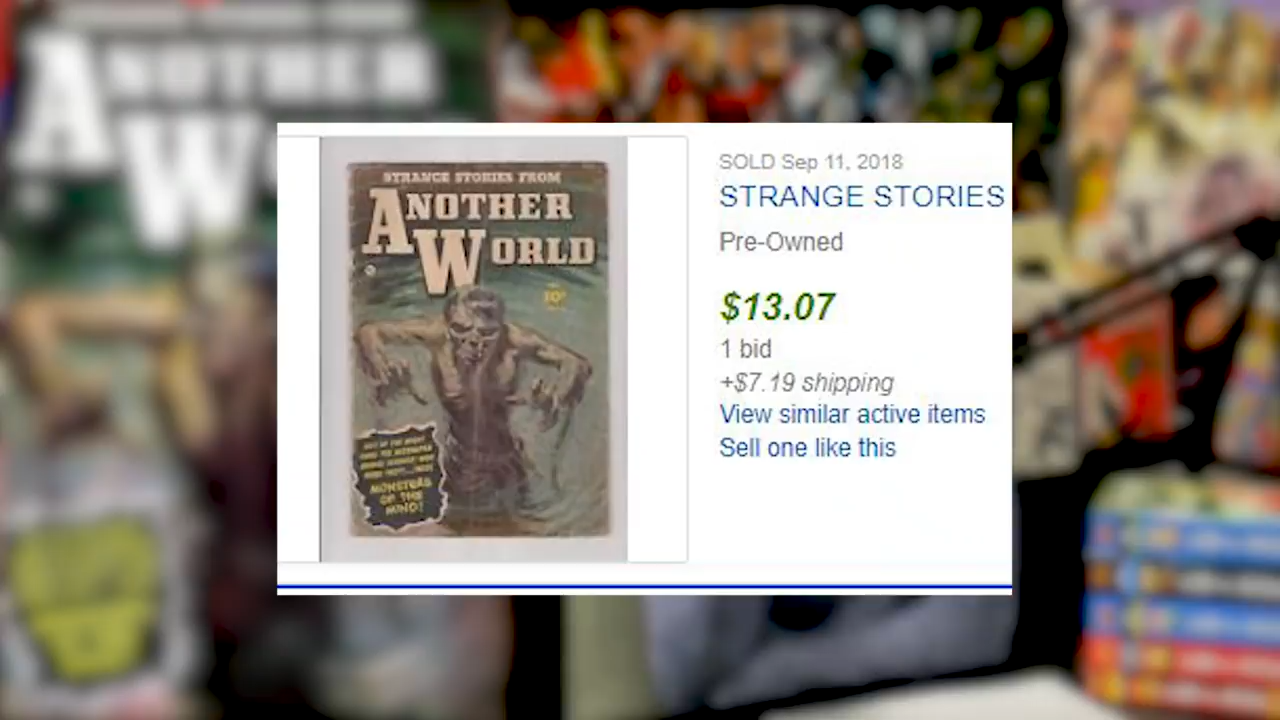 STRANGE STORIES FROM
ANOTHER
WORLD
10¢
MONSTERS
OF THE
MIND!
SOLD Sep 11, 2018
STRANGE STORIES
Pre-Owned
$13.07
1 bid
+$7.19 shipping
View similar active items
Sell one like this
ANOTHER